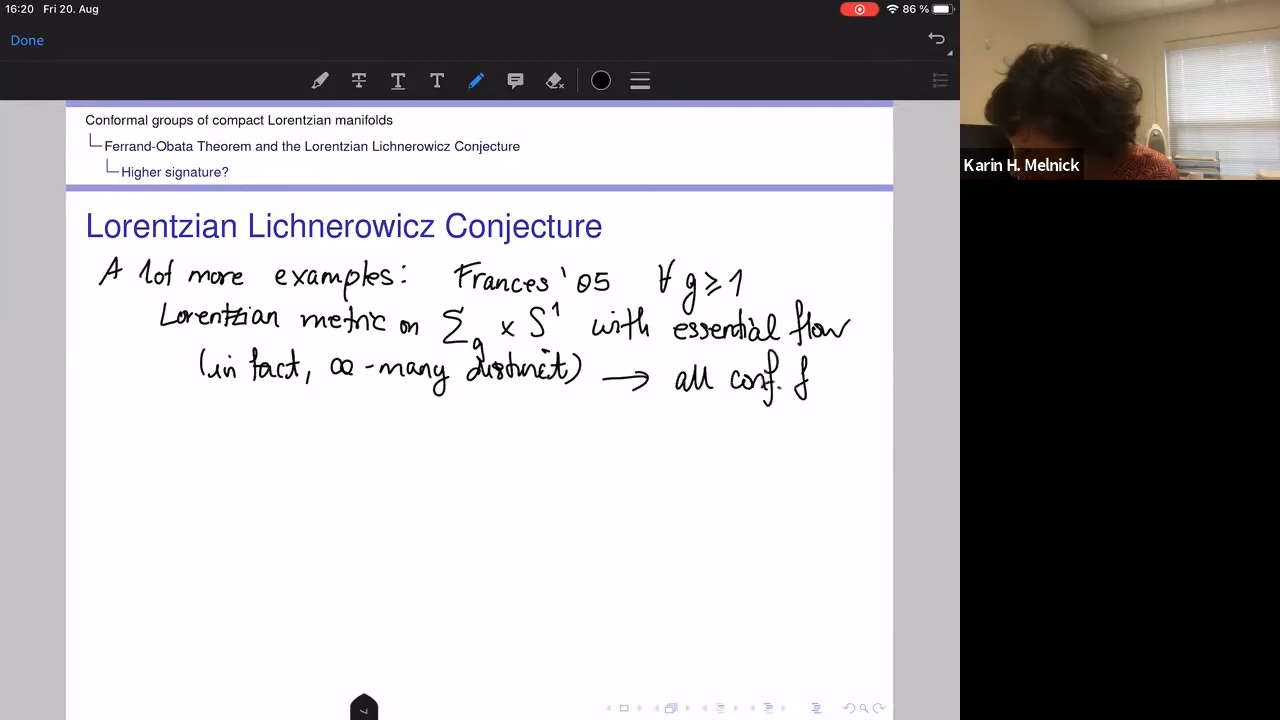 16:20 Fri 20. Aug
86 %
Done
T T T
Conformal groups of compact Lorentzian manifolds
Ferrand-Obata Theorem and the Lorentzian Lichnerowicz Conjecture
Higher signature?
Lorentzian Lichnerowicz Conjecture
A lot more examples: Frances '05 ∀ g ⩾ 1
Lorentzian metric on Σg × S¹ with essential flow
(in fact, ∞-many distinct) → all conf. f
Karin H. Melnick